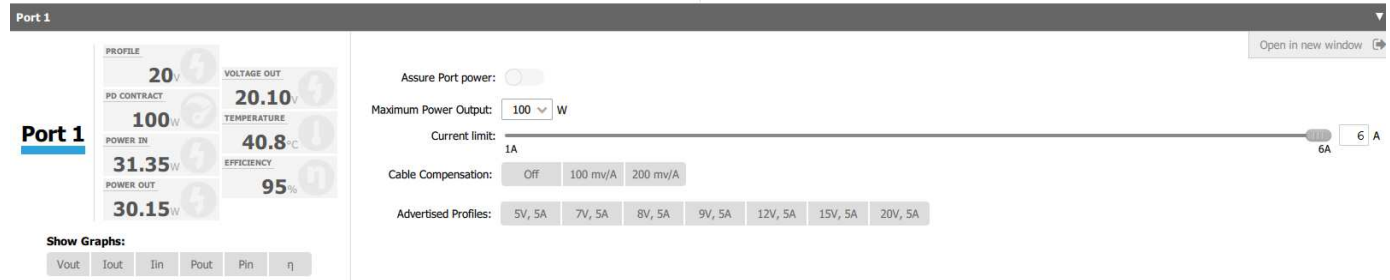 Port 1 ▼
Open in new window
Port 1
PROFILE
20V
PD CONTRACT
100W
POWER IN
31.35W
POWER OUT
30.15W
VOLTAGE OUT
20.10V
TEMPERATURE
40.8°C
EFFICIENCY
95%
Show Graphs:
Vout Iout Iin Pout Pin η
Assure Port power:
Maximum Power Output: 100 W
Current limit: 6 A
1A 6A
Cable Compensation: Off 100 mv/A 200 mv/A
Advertised Profiles: 5V, 5A 7V, 5A 8V, 5A 9V, 5A 12V, 5A 15V, 5A 20V, 5A